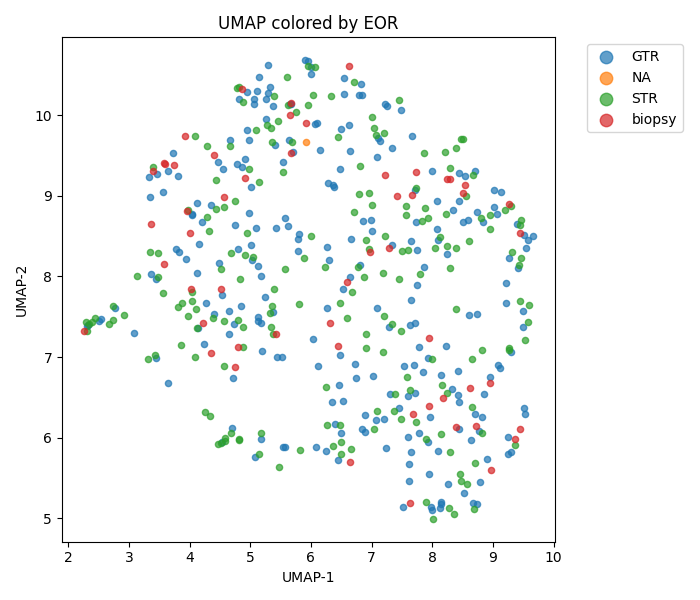 UMAP colored by EOR
GTR
NA
STR
biopsy
UMAP-2
10
9
8
7
6
5
2 3 4 5 6 7 8 9 10
UMAP-1